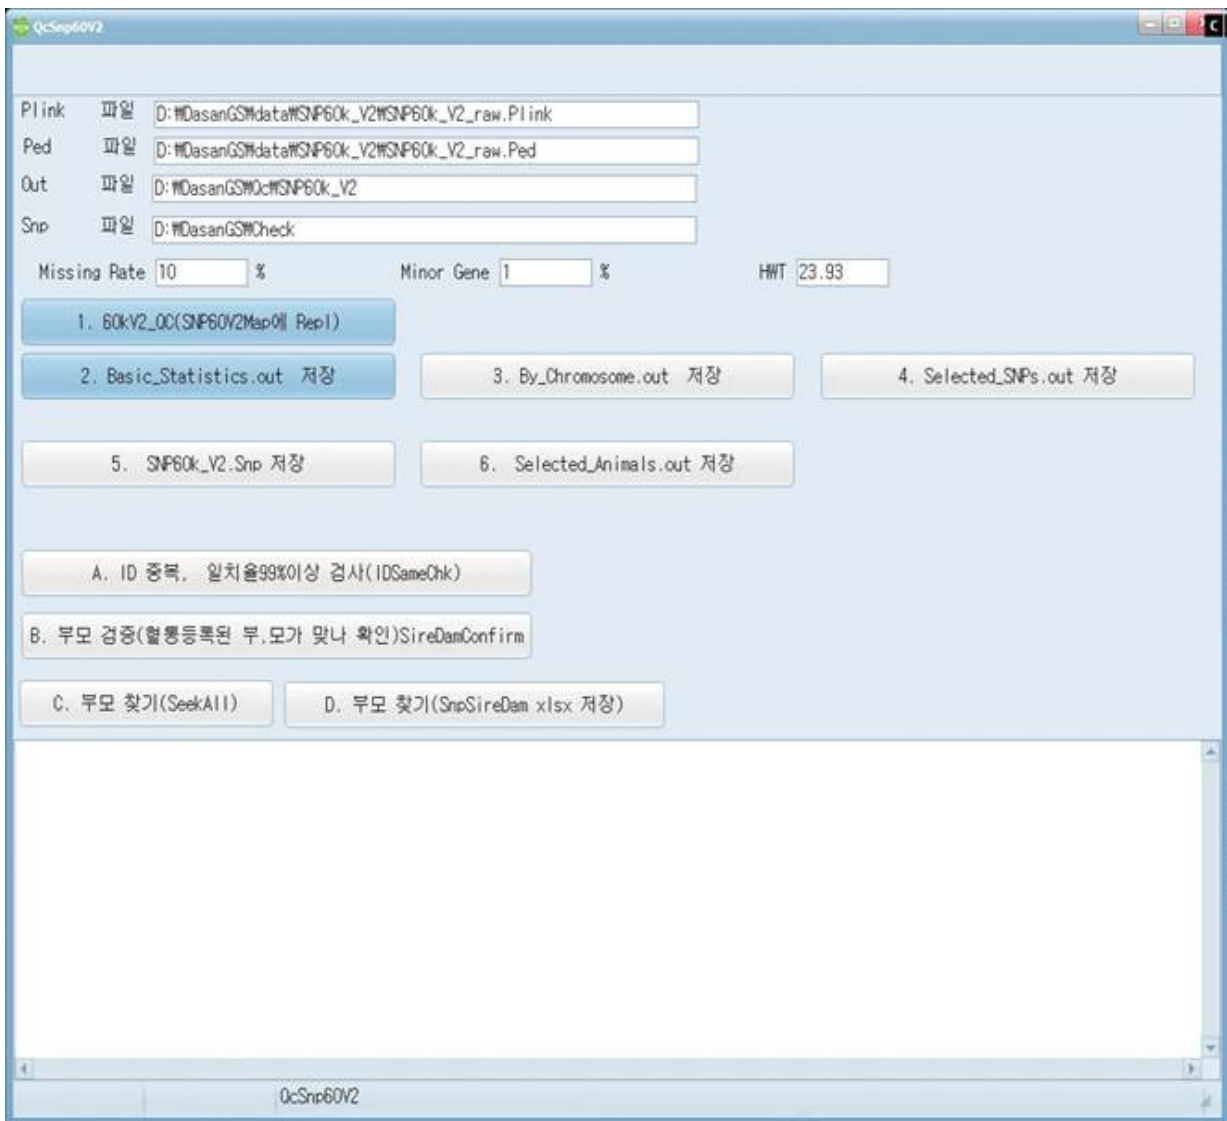 QcSnp60V2
C
Plink 파일 D:₩DasanGS₩data₩SNP60k_V2₩SNP60k_V2_raw.Plink
Ped 파일 D:₩DasanGS₩data₩SNP60k_V2₩SNP60k_V2_raw.Ped
Out 파일 D:₩DasanGS₩Qc₩SNP60k_V2
Snp 파일 D:₩DasanGS₩Check
Missing Rate 10 % Minor Gene 1 % HWT 23.93
1. 60kV2_QC(SNP60V2Map에 Repl)
2. Basic_Statistics.out 저장 3. By_Chromosome.out 저장 4. Selected_SNPs.out 저장
5. SNP60k_V2.Snp 저장 6. Selected_Animals.out 저장
A. ID 중복, 일치율99%이상 검사(IDSameChk)
B. 부모 검증(혈통등록된 부,모가 맞나 확인)SireDamConfirm
C. 부모 찾기(SeekAll) D. 부모 찾기(SnpSireDam xlsx 저장)
QcSnp60V2